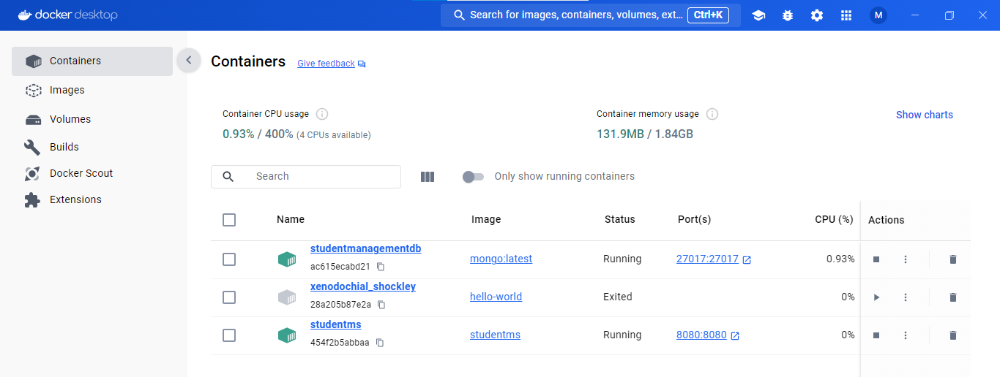 docker desktop
Search for images, containers, volumes, ext... Ctrl+K
M
Containers
Images
Volumes
Builds
Docker Scout
Extensions
Containers Give feedback
Container CPU usage
0.93% / 400% (4 CPUs available)
Container memory usage
131.9MB / 1.84GB
Show charts
Search
Only show running containers
Name Image Status Port(s) CPU (%) Actions
studentmanagementdb
ac615ecabd21
mongo:latest Running 27017:27017 0.93%
xenodochial_shockley
28a205b87e2a
hello-world Exited 0%
studentms
454f2b5abbaa
studentms Running 8080:8080 0%